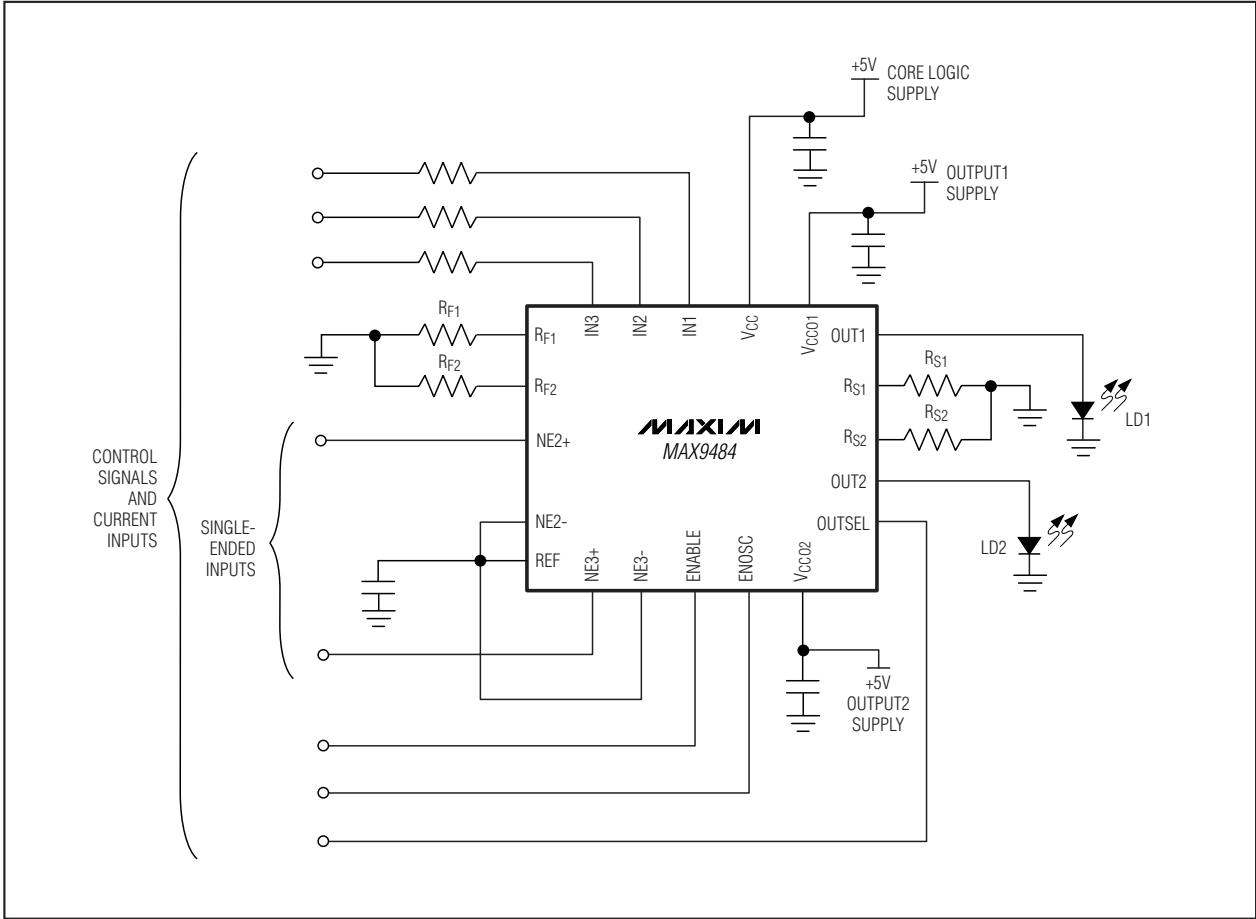 +5V
CORE LOGIC
SUPPLY
+5V
OUTPUT1
SUPPLY
RF1
RF2
RF1
RF2
IN3
IN2
IN1
VCC
VCCO1
OUT1
RS1
RS2
RS1
RS2
LD1
NE2+
MAXIM
MAX9484
OUT2
OUTSEL
LD2
NE2-
REF
NE3+
NE3-
ENABLE
ENOSC
VCCO2
CONTROL
SIGNALS
AND
CURRENT
INPUTS
SINGLE-
ENDED
INPUTS
+5V
OUTPUT2
SUPPLY